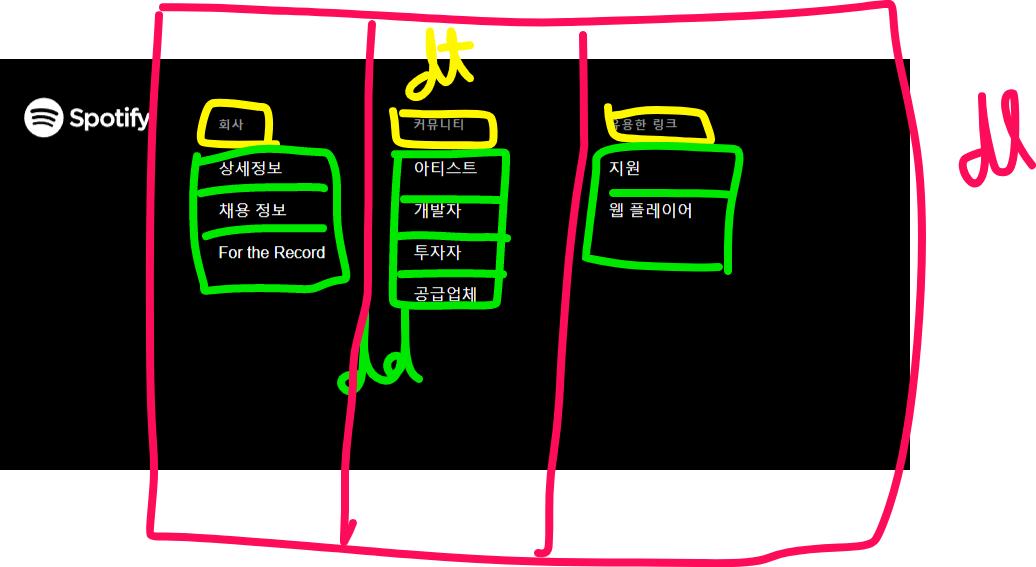 dt
dl
Spotify
회사
상세정보
채용 정보
For the Record
커뮤니티
아티스트
개발자
투자자
공급업체
유용한 링크
지원
웹 플레이어
dd